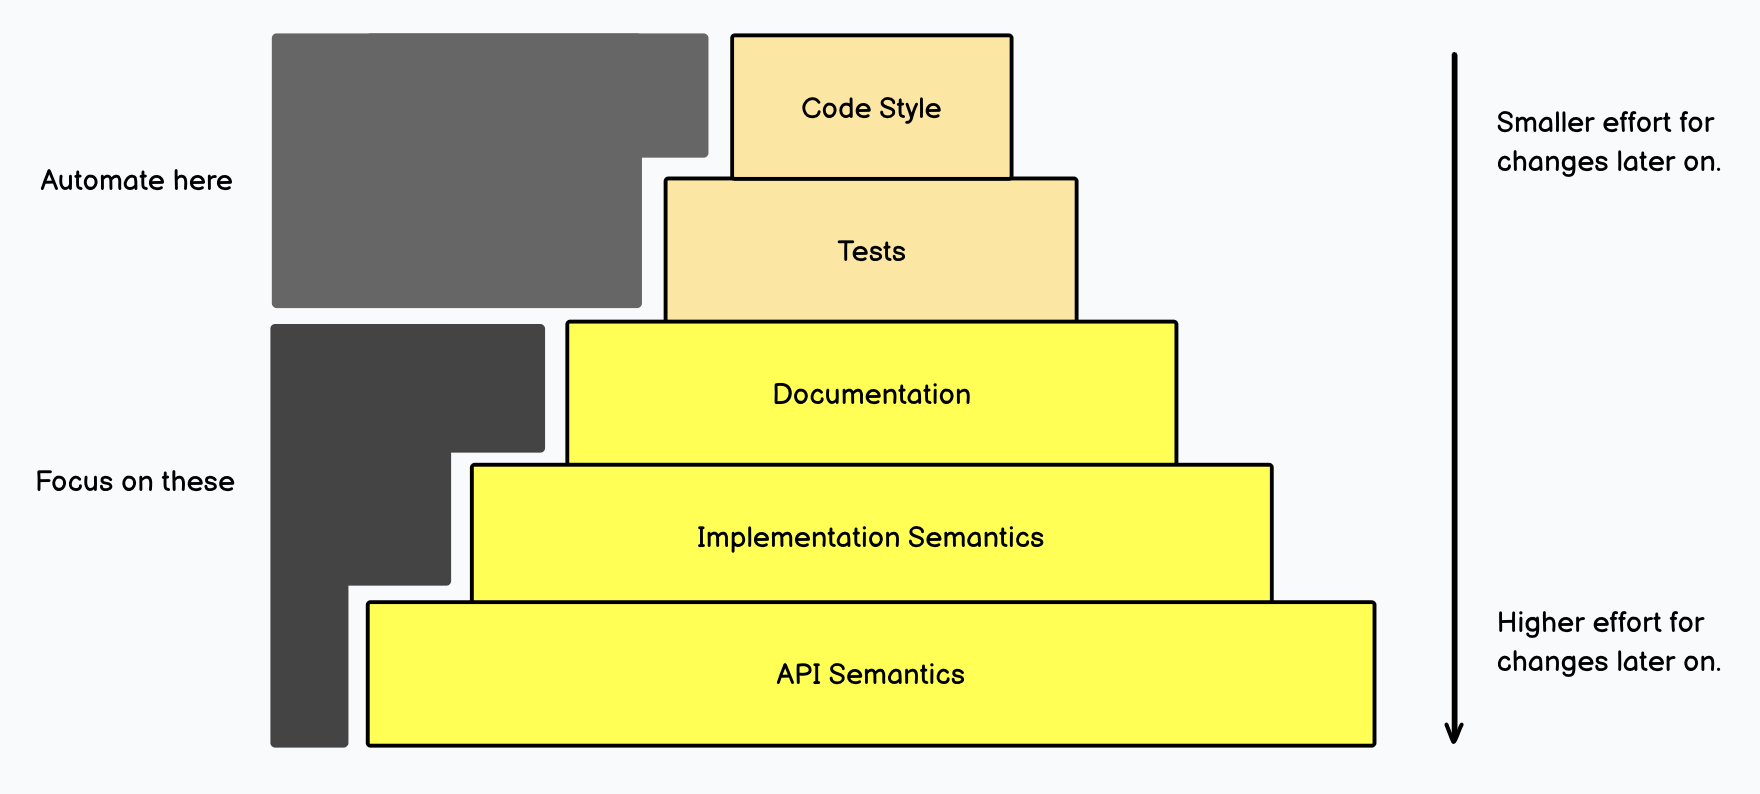 Code Style
Smaller effort for
changes later on.
Automate here
Tests
Documentation
Focus on these
Implementation Semantics
Higher effort for
changes later on.
API Semantics